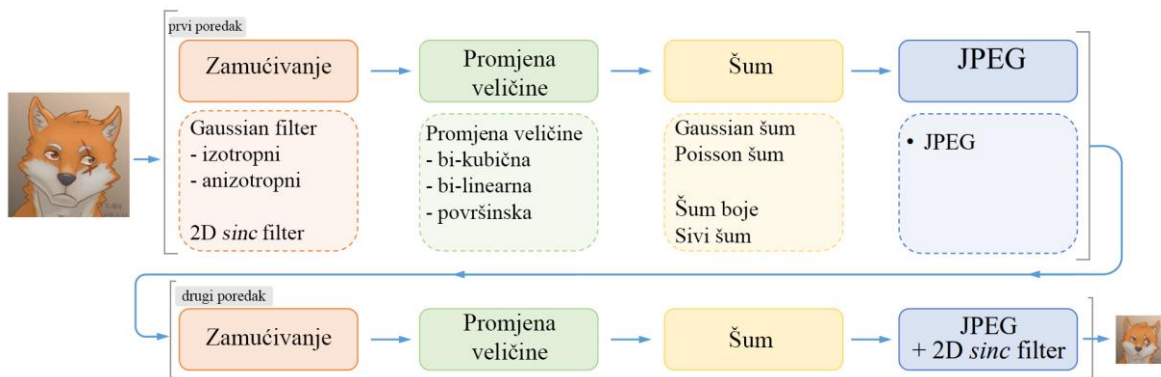 prvi poredak
Zamućivanje
Promjena
veličine
Šum
JPEG
Gaussian filter
- izotropni
- anizotropni
2D sinc filter
Promjena veličine
- bi-kubična
- bi-linearna
- površinska
Gaussian šum
Poisson šum
Šum boje
Sivi šum
• JPEG
drugi poredak
Zamućivanje
Promjena
veličine
Šum
JPEG
+ 2D sinc filter